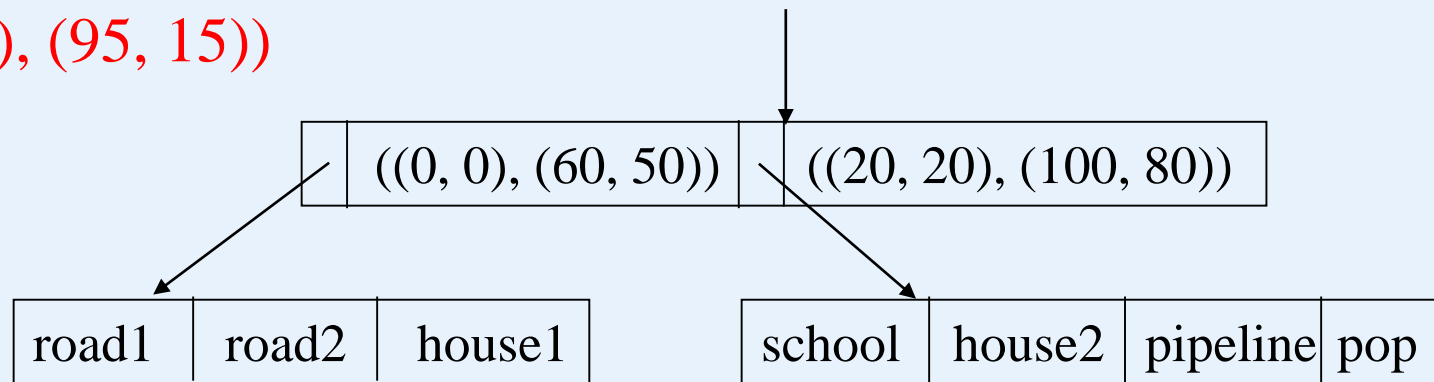 ), (95, 15))
((0, 0), (60, 50)) ((20, 20), (100, 80))
road1 road2 house1 school house2 pipeline pop